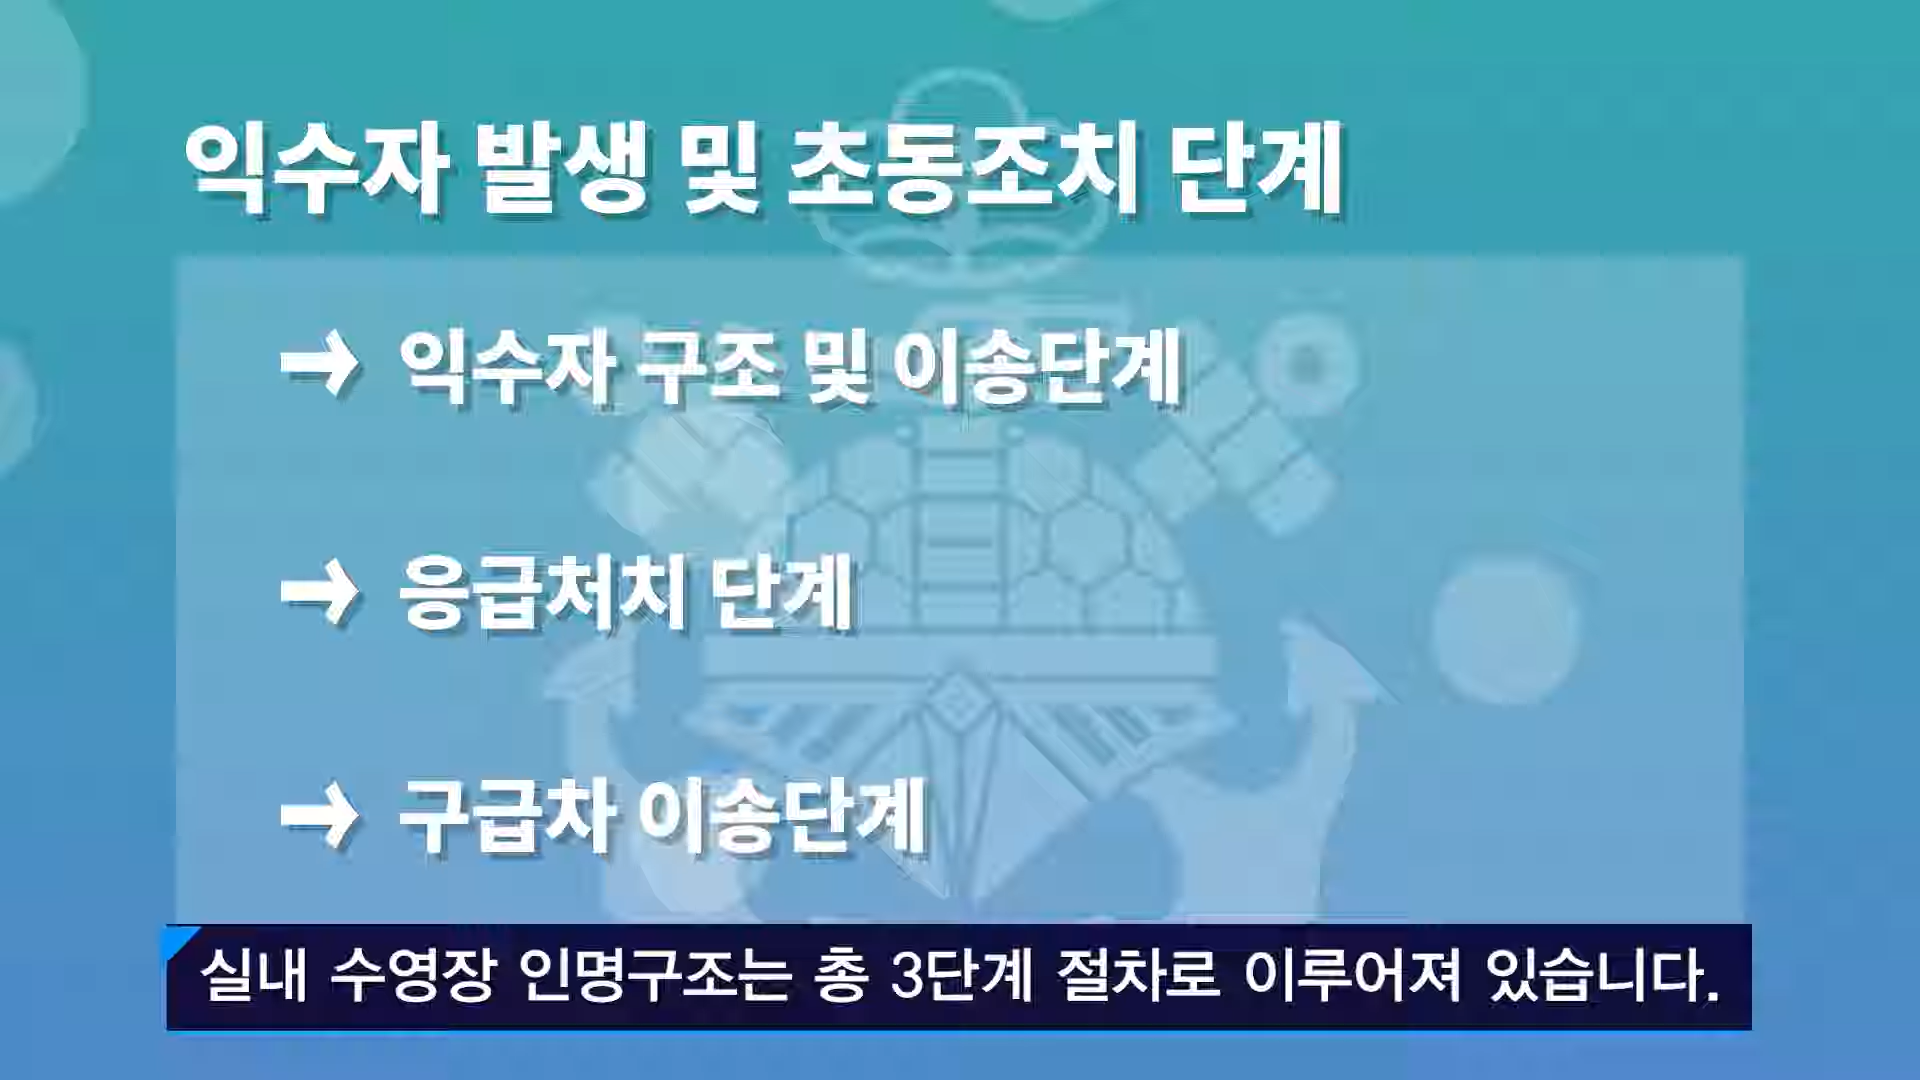 익수자 발생 및 초동조치 단계
➔ 익수자 구조 및 이송단계
➔ 응급처치 단계
➔ 구급차 이송단계
실내 수영장 인명구조는 총 3단계 절차로 이루어져 있습니다.